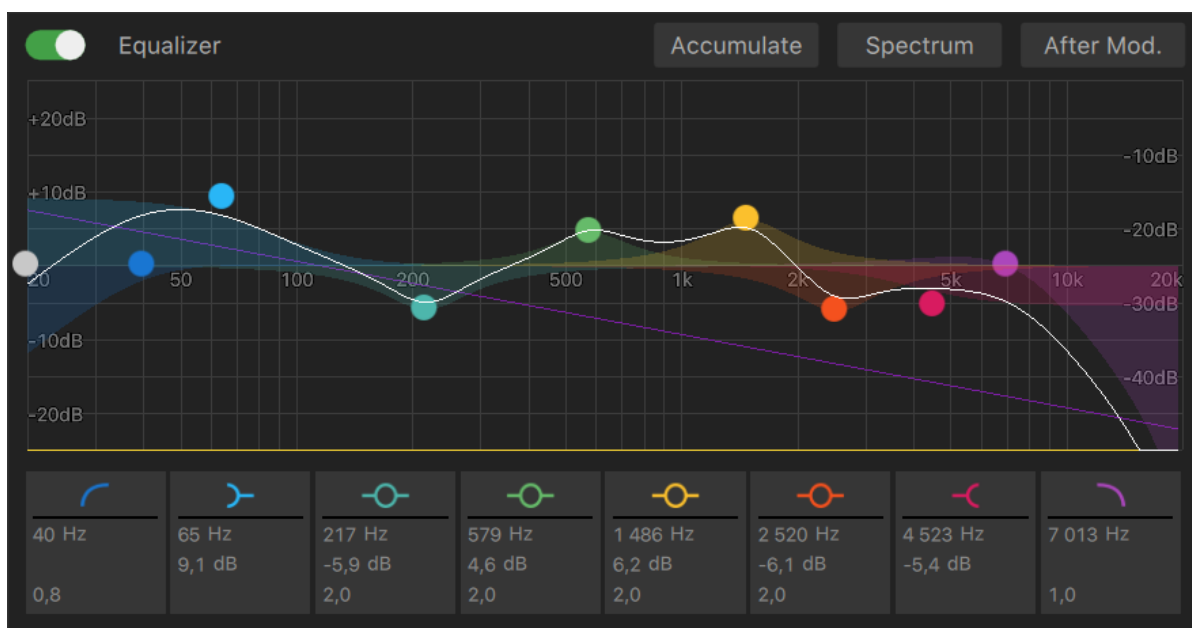 Equalizer Accumulate Spectrum After Mod.
+20dB
-10dB
+10dB
-20dB
20 50 100 200 500 1k 2k 5k 10k 20k
-30dB
-10dB
-40dB
-20dB
40 Hz 65 Hz 217 Hz 579 Hz 1 486 Hz 2 520 Hz 4 523 Hz 7 013 Hz
9,1 dB -5,9 dB 4,6 dB 6,2 dB -6,1 dB -5,4 dB
0,8 2,0 2,0 2,0 2,0 1,0